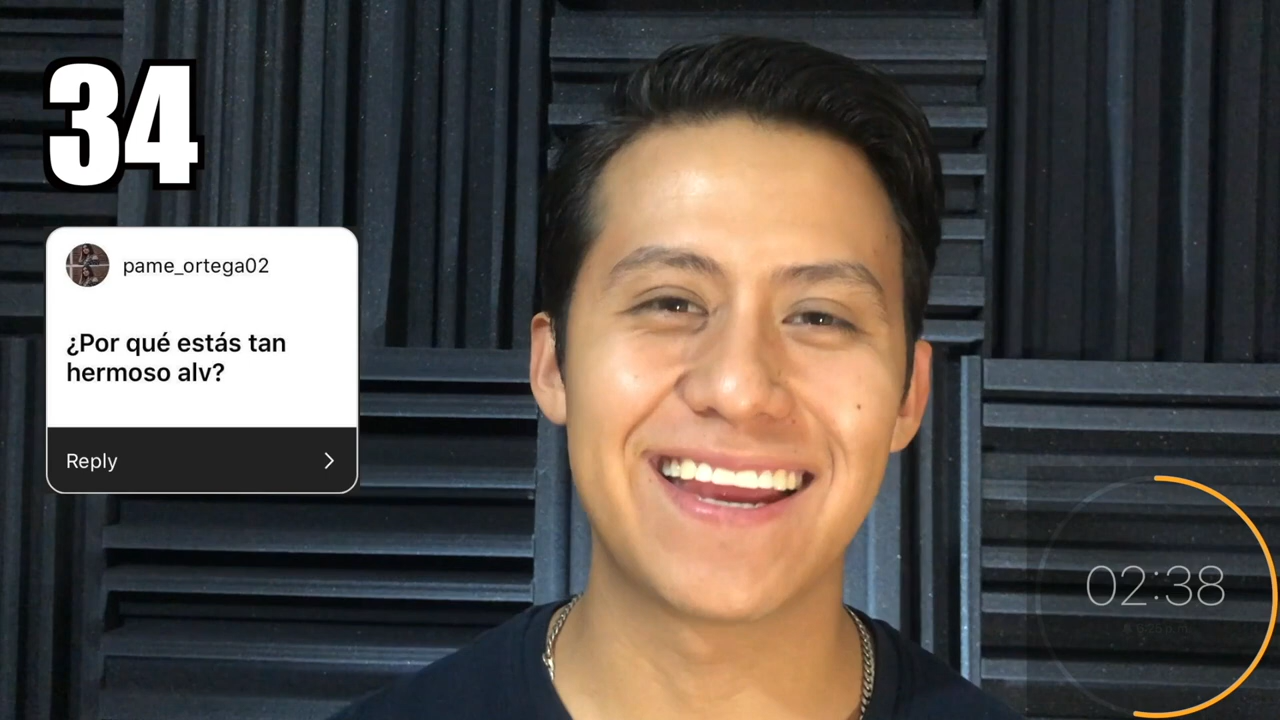 34
pame_ortega02
¿Por qué estás tan
hermoso alv?
Reply
02:38